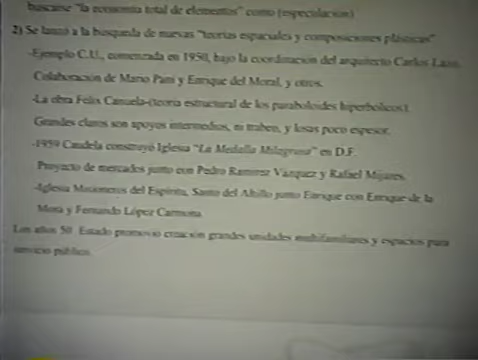 buscarse "la economía total de elementos" como (especulación)
2) Se lanzó a la búsqueda de nuevas "teorías espaciales y composiciones plásticas"
-Ejemplo C.U., comenzada en 1950, bajo la coordinación del arquitecto Carlos Lazo.
Colaboración de Mario Pani y Enrique del Moral, y otros.
-La obra Felix Canuela-(teoría estructural de los paraboloides hiperbólicos).
Grandes claros son apoyos intermedios, ni trabes, y losas poco espesor.
-1959 Candela construyó Iglesia "La Medalla Milagrosa" en D.F.
Proyecto de mercados junto con Pedro Ramírez Vázquez y Rafael Mijares.
-Iglesia Misioneros del Espíritu, Santo del Altillo junto Enrique con Enrique de la
Mora y Fernando López Carmona.
Los años 50 Estado promovió creación grandes unidades multifamiliares y espacios para
servicio público.